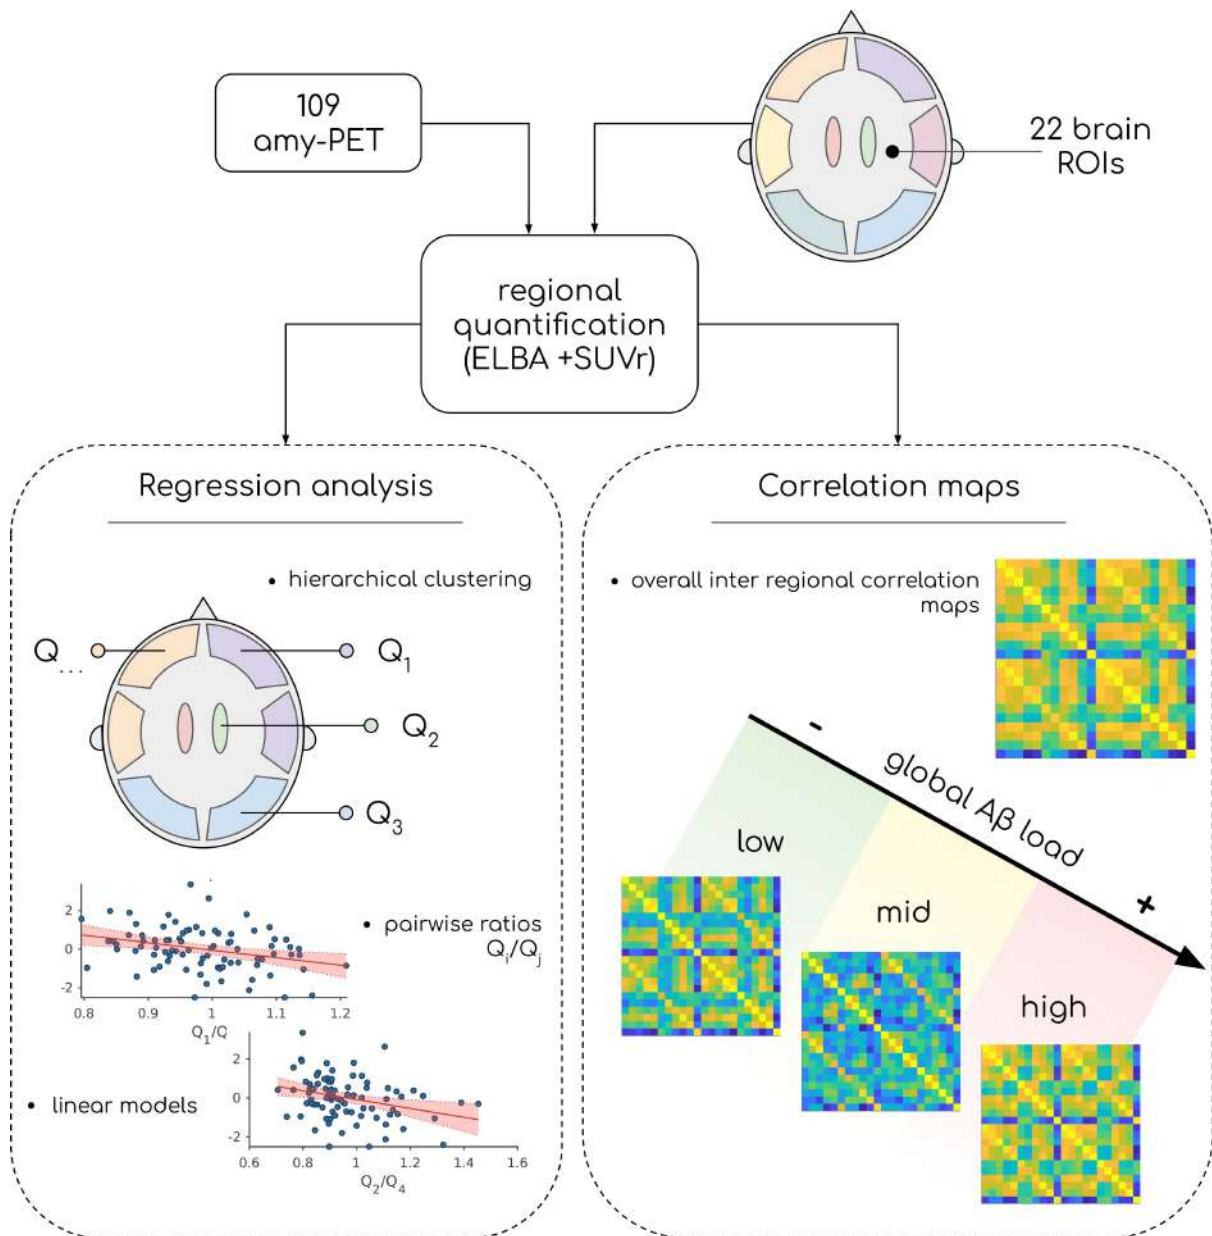 109
amy-PET
22 brain
ROIs
regional
quantification
(ELBA +SUVr)
Regression analysis
• hierarchical clustering
Q...
Q1
Q2
Q3
2
0
-2
0.8 0.9 1 1.1 1.2
Q1/Q
• pairwise ratios
Qi/Qj
2
0
-2
0.6 0.8 1 1.2 1.4 1.6
Q2/Q4
• linear models
Correlation maps
• overall inter regional correlation
maps
-
global Aβ load
+
low
mid
high